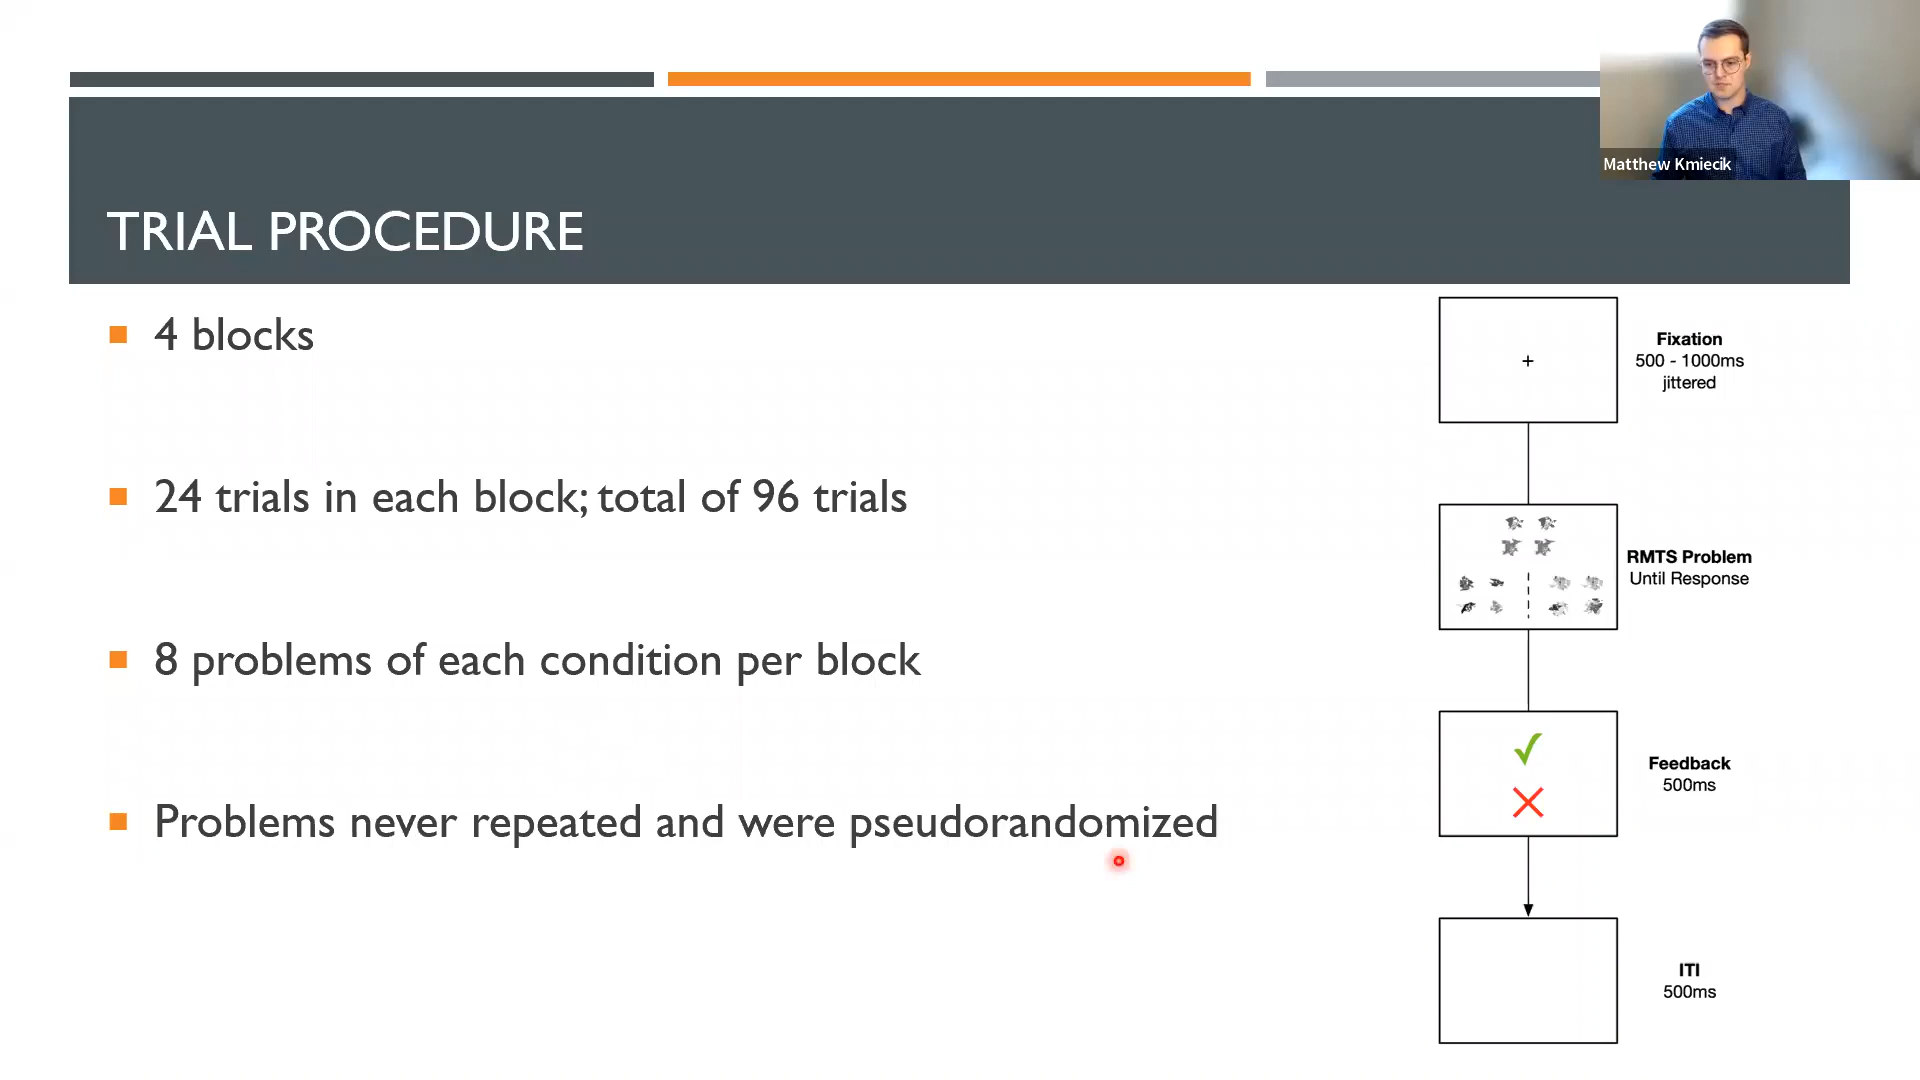 Matthew Kmiecik
TRIAL PROCEDURE
4 blocks
24 trials in each block; total of 96 trials
8 problems of each condition per block
Problems never repeated and were pseudorandomized
+
Fixation
500 - 1000ms
jittered
RMTS Problem
Until Response
Feedback
500ms
ITI
500ms